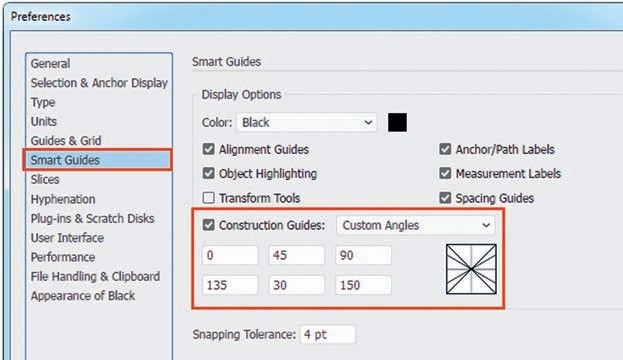 Preferences
General
Selection & Anchor Display
Type
Units
Guides & Grid
Smart Guides
Slices
Hyphenation
Plug-ins & Scratch Disks
User Interface
Performance
File Handling & Clipboard
Appearance of Black
Smart Guides
Display Options
Color: Black
Alignment Guides Anchor/Path Labels
Object Highlighting Measurement Labels
Transform Tools Spacing Guides
Construction Guides: Custom Angles
0 45 90
135 30 150
Snapping Tolerance: 4 pt